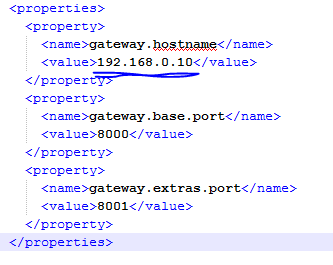 <properties>
<property>
<name>gateway.hostname</name>
<value>192.168.0.10</value>
</property>
<property>
<name>gateway.base.port</name>
<value>8000</value>
</property>
<property>
<name>gateway.extras.port</name>
<value>8001</value>
</property>
</properties>